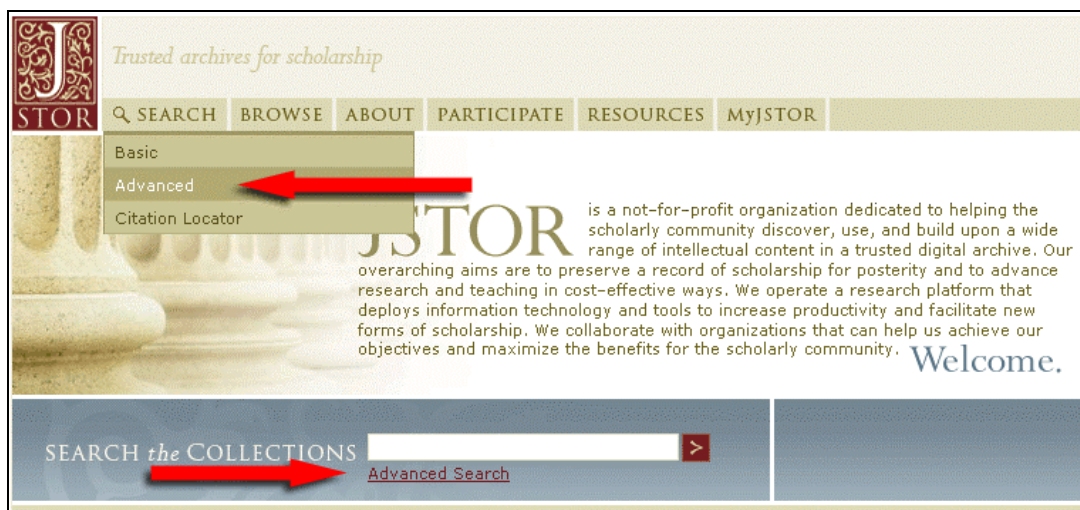 J
STOR
Trusted archives for scholarship
SEARCH BROWSE ABOUT PARTICIPATE RESOURCES MyJSTOR
Basic
Advanced
Citation Locator
JSTOR is a not-for-profit organization dedicated to helping the
scholarly community discover, use, and build upon a wide
range of intellectual content in a trusted digital archive. Our
overarching aims are to preserve a record of scholarship for posterity and to advance
research and teaching in cost-effective ways. We operate a research platform that
deploys information technology and tools to increase productivity and facilitate new
forms of scholarship. We collaborate with organizations that can help us achieve our
objectives and maximize the benefits for the scholarly community. Welcome.
SEARCH the COLLECTIONS >
Advanced Search